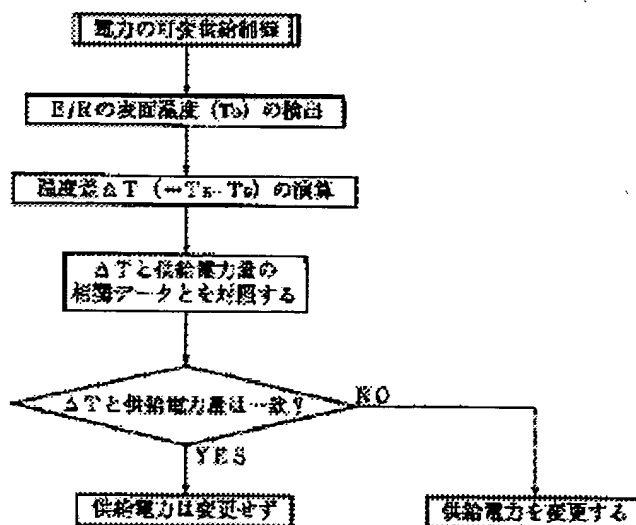 電力の可変供給制御
E/Rの表面温度 (T₀) の検出
温度差ΔT (=Tₛ-T₀) の演算
ΔTと供給電力量の
相関データとを対照する
ΔTと供給電力量は一致?
NO
YES
供給電力は変更せず
供給電力を変更する